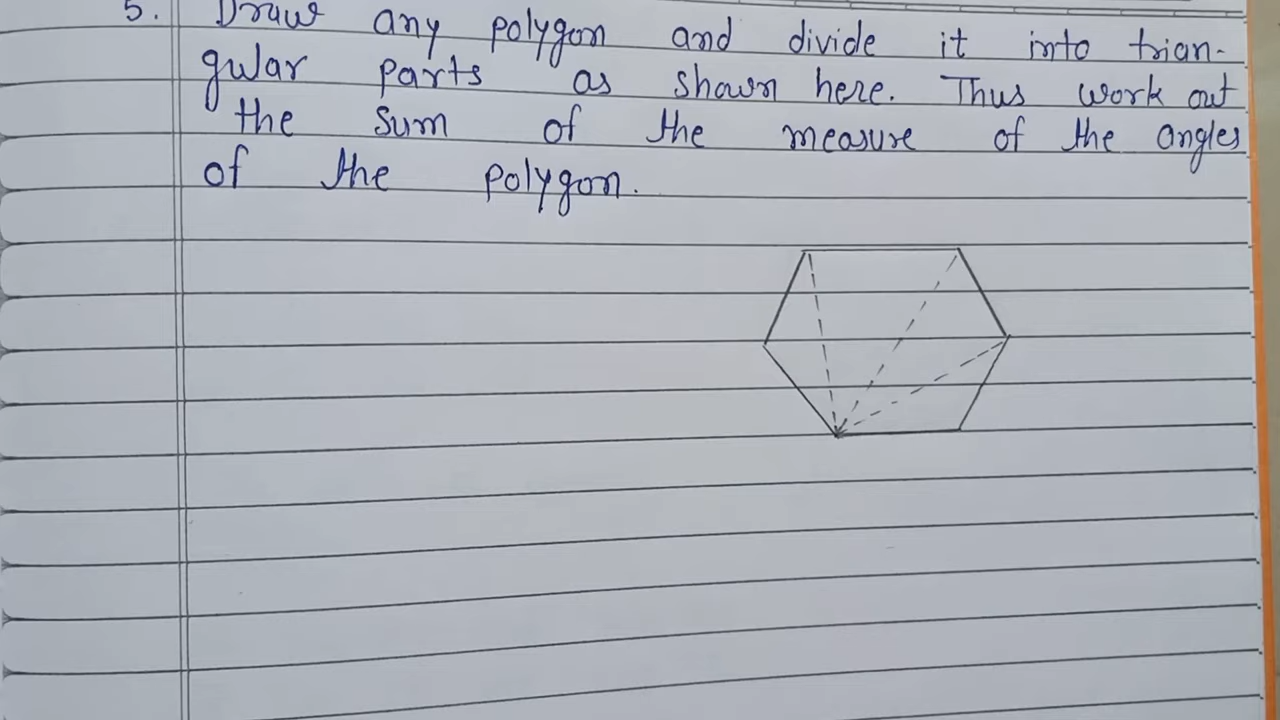 5. Draw any polygon and divide it into trian-
gular parts as shown here. Thus work out
the sum of the measure of the angles
of the polygon.